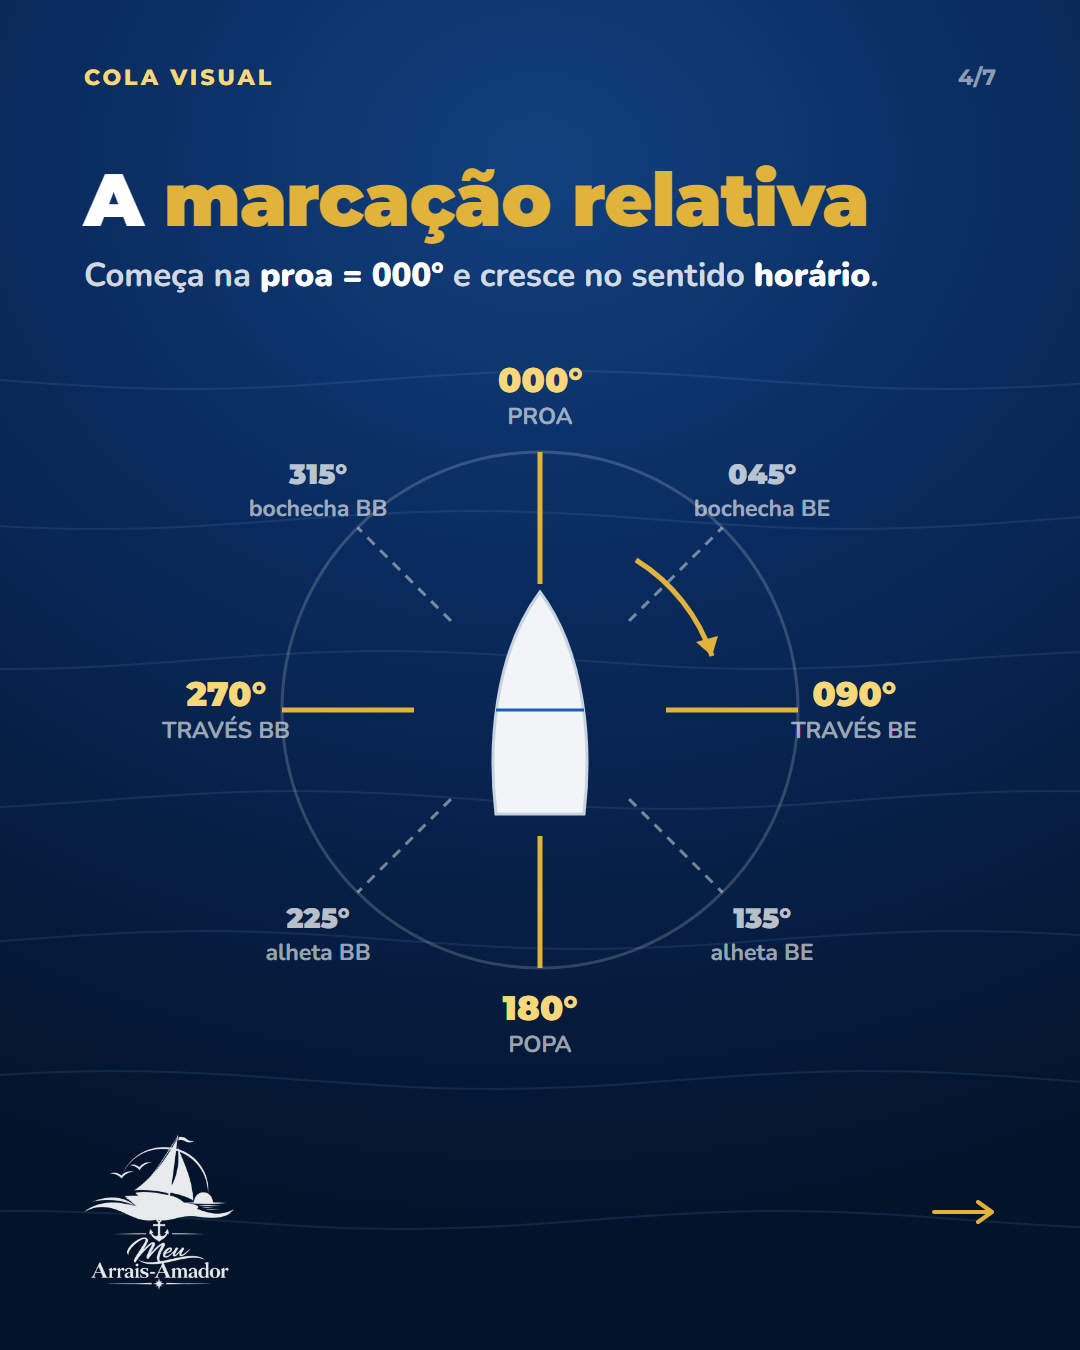 COLA VISUAL
4/7
A marcação relativa
Começa na proa = 000° e cresce no sentido horário.
000°
PROA
315°
bochecha BB
045°
bochecha BE
270°
TRAVÉS BB
090°
TRAVÉS BE
225°
alheta BB
135°
alheta BE
180°
POPA
Meu
Arrais-Amador